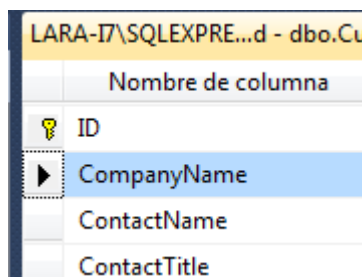 LARA-I7\SQLEXPRE...d - dbo.Cu
Nombre de columna
ID
CompanyName
ContactName
ContactTitle